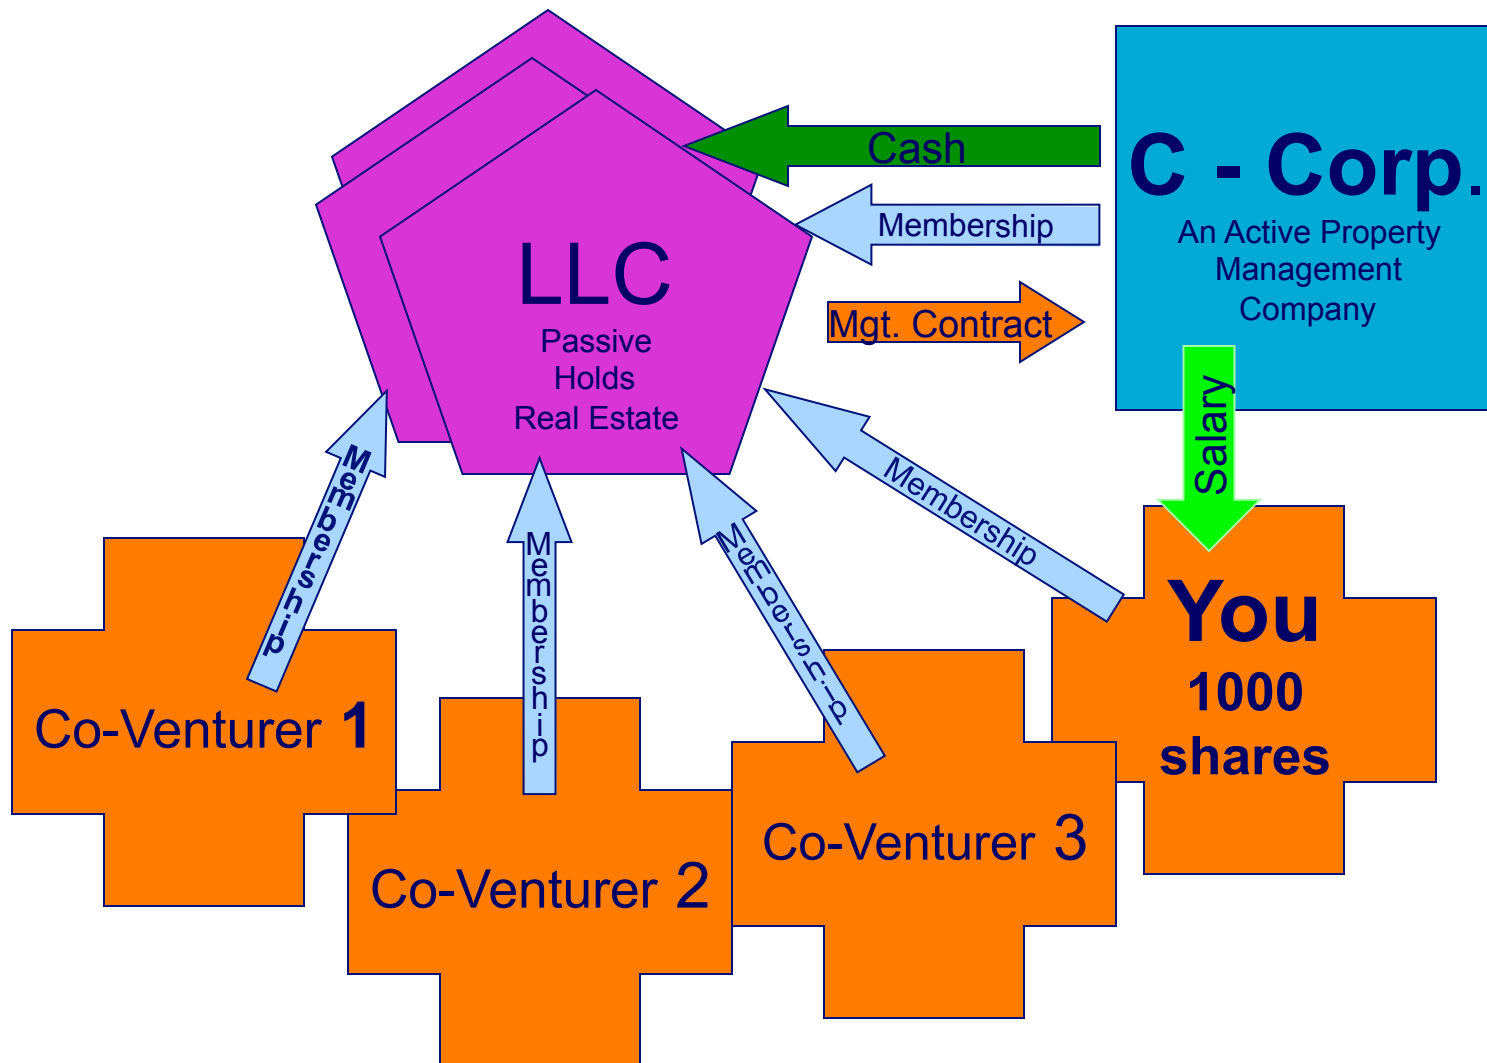 Cash
C - Corp.
Membership
An Active Property
Management
Company
LLC
Mgt. Contract
Passive
Holds
Real Estate
Salary
Membership
Membership
Membership
Membership
You
1000
shares
Co-Venturer 1
Co-Venturer 2
Co-Venturer 3